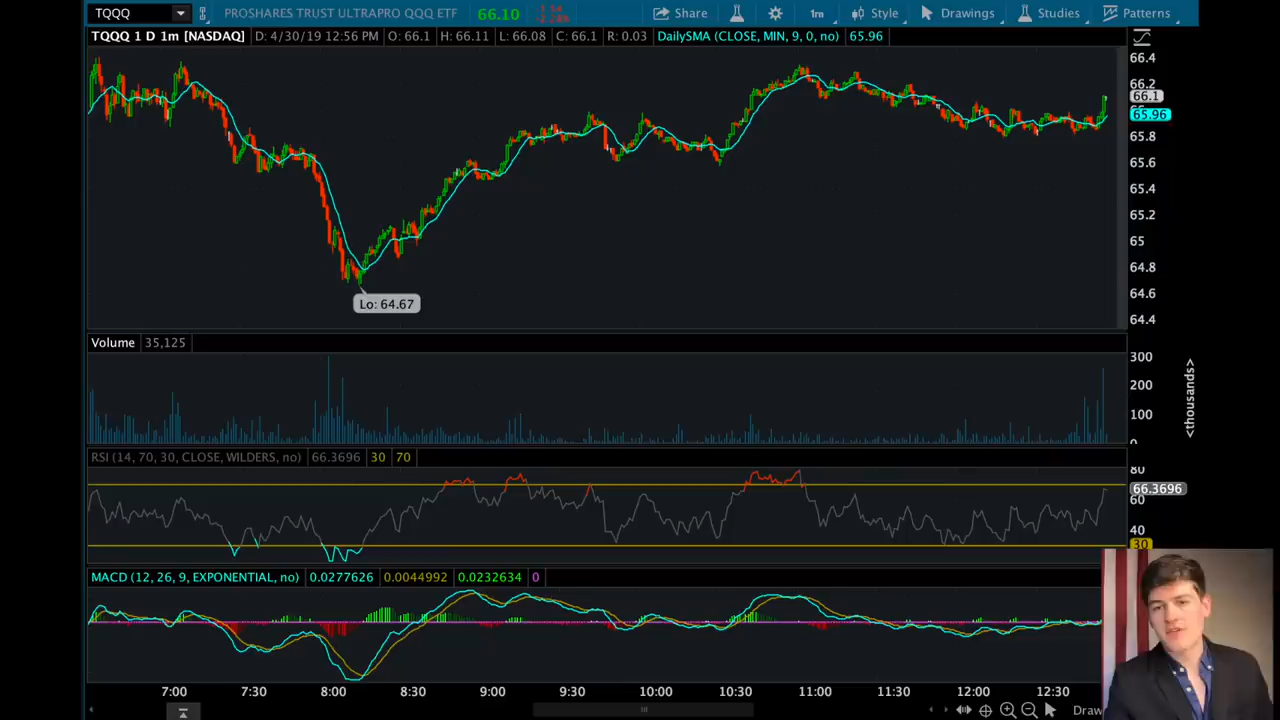 TQQQ PROSHARES TRUST ULTRAPRO QQQ ETF 66.10 Share 1m Style Drawings Studies Patterns
TQQQ 1 D 1m [NASDAQ] D: 4/30/19 12:56 PM O: 66.1 H: 66.11 L: 66.08 C: 66.1 R: 0.03 DailySMA (CLOSE, MIN, 9, 0, no) 65.96
66.4
66.2
66.1
65.96
65.8
65.6
65.4
65.2
65
64.8
64.6
64.4
Lo: 64.67
Volume 35,125
300
200
100
<thousands>
RSI (14, 70, 30, CLOSE, WILDERS, no) 66.3696 30 70
80
66.3696
60
40
30
MACD (12, 26, 9, EXPONENTIAL, no) 0.0277626 0.0044992 0.0232634 0
7:00 7:30 8:00 8:30 9:00 9:30 10:00 10:30 11:00 11:30 12:00 12:30
Draw